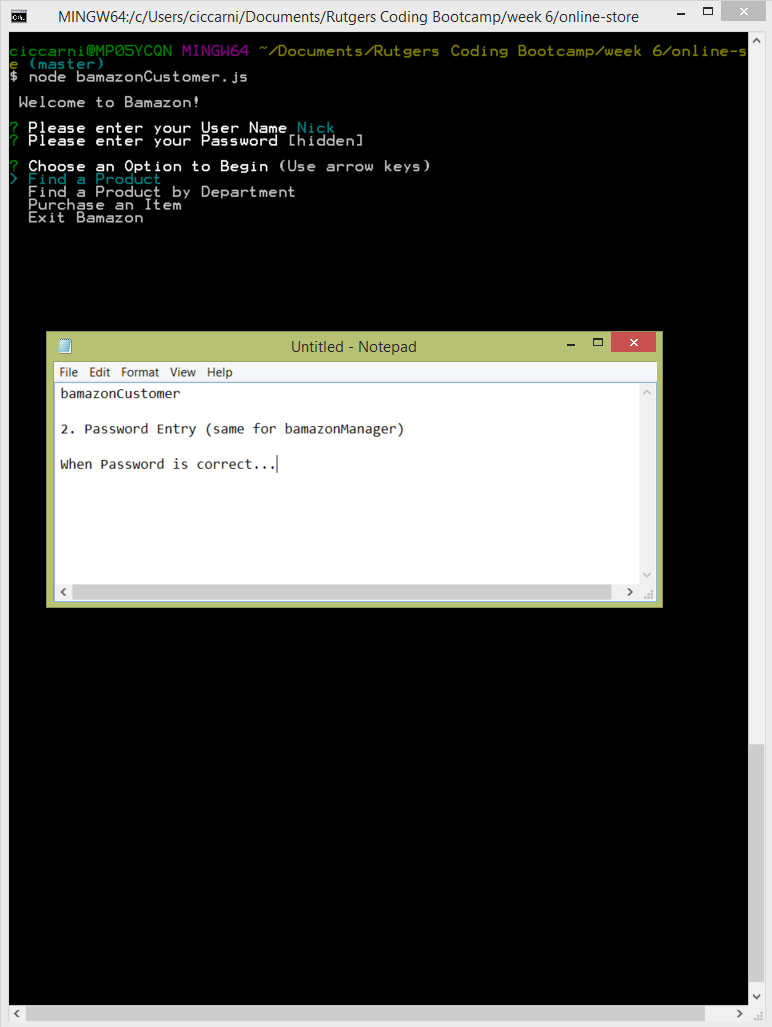 MINGW64:/c/Users/ciccarni/Documents/Rutgers Coding Bootcamp/week 6/online-store
ciccarni@MP05YCQN MINGW64 ~/Documents/Rutgers Coding Bootcamp/week 6/online-s
e (master)
$ node bamazonCustomer.js
Welcome to Bamazon!
? Please enter your User Name Nick
? Please enter your Password [hidden]
? Choose an Option to Begin (Use arrow keys)
> Find a Product
Find a Product by Department
Purchase an Item
Exit Bamazon
Untitled - Notepad
File Edit Format View Help
bamazonCustomer
2. Password Entry (same for bamazonManager)
When Password is correct...